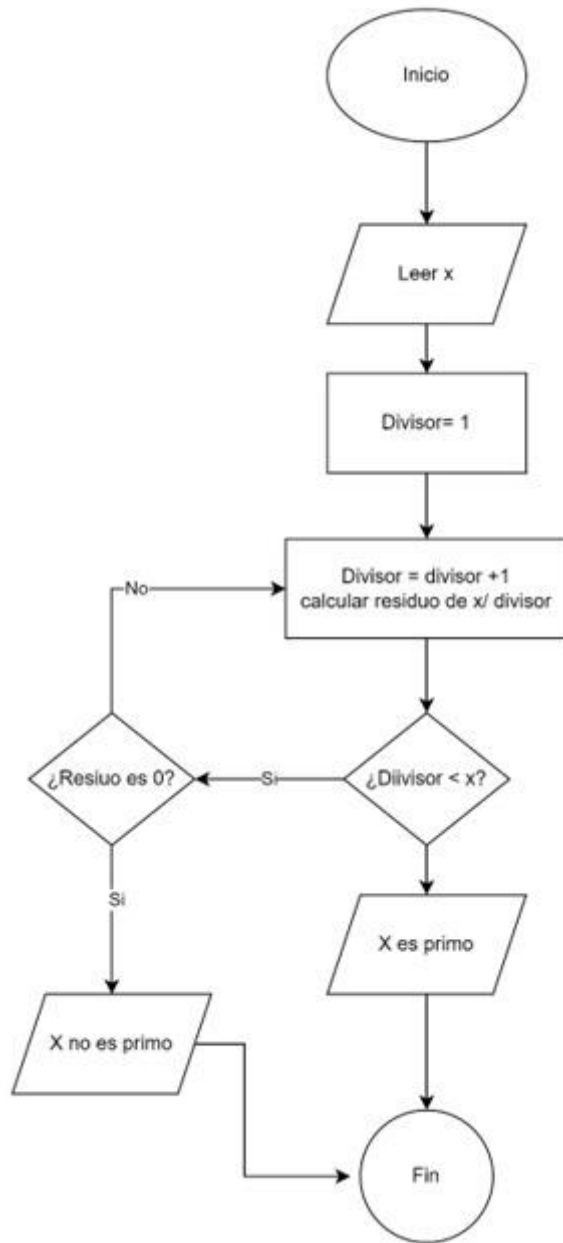 Inicio
Leer x
Divisor= 1
Divisor = divisor +1
calcular residuo de x/ divisor
No
¿Resiuo es 0?
Si
¿Diivisor < x?
Si
X es primo
X no es primo
Fin